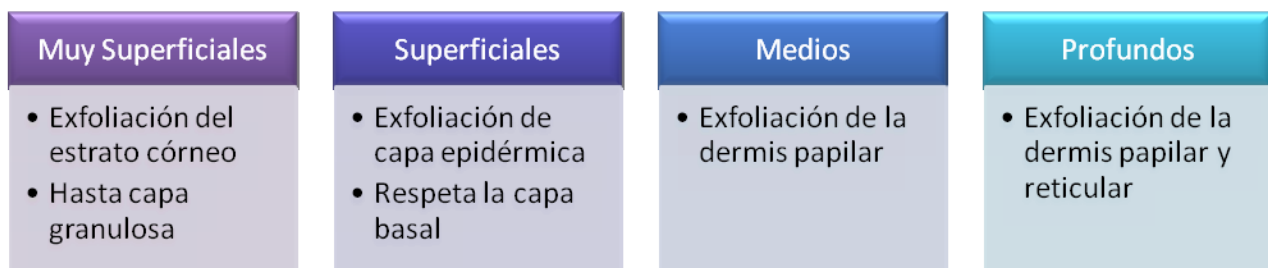 Muy Superficiales
• Exfoliación del
estrato córneo
• Hasta capa
granulosa
Superficiales
• Exfoliación de
capa epidérmica
• Respeta la capa
basal
Medios
• Exfoliación de la
dermis papilar
Profundos
• Exfoliación de la
dermis papilar y
reticular